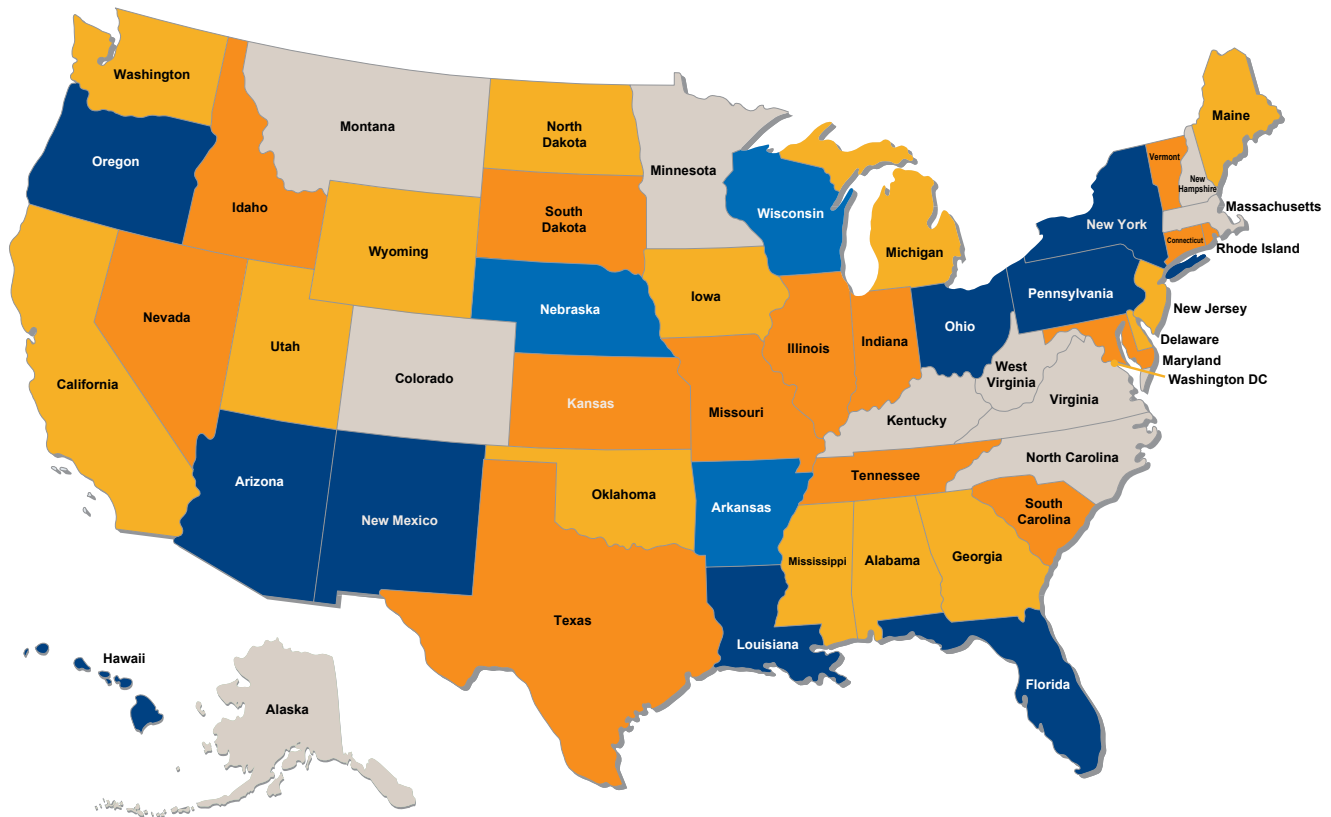 Washington
Montana
North
Dakota
Minnesota
Maine
Oregon
Vermont
New
Hampshire
Idaho
South
Dakota
Wisconsin
Massachusetts
New York
Connecticut
Rhode Island
Wyoming
Michigan
Iowa
Nebraska
Pennsylvania
New Jersey
Nevada
Utah
Illinois
Indiana
Ohio
Delaware
Maryland
Washington DC
California
Colorado
West
Virginia
Virginia
Kansas
Missouri
Kentucky
North Carolina
Arizona
Tennessee
Oklahoma
Arkansas
South
Carolina
New Mexico
Mississippi
Alabama
Georgia
Texas
Louisiana
Hawaii
Florida
Alaska